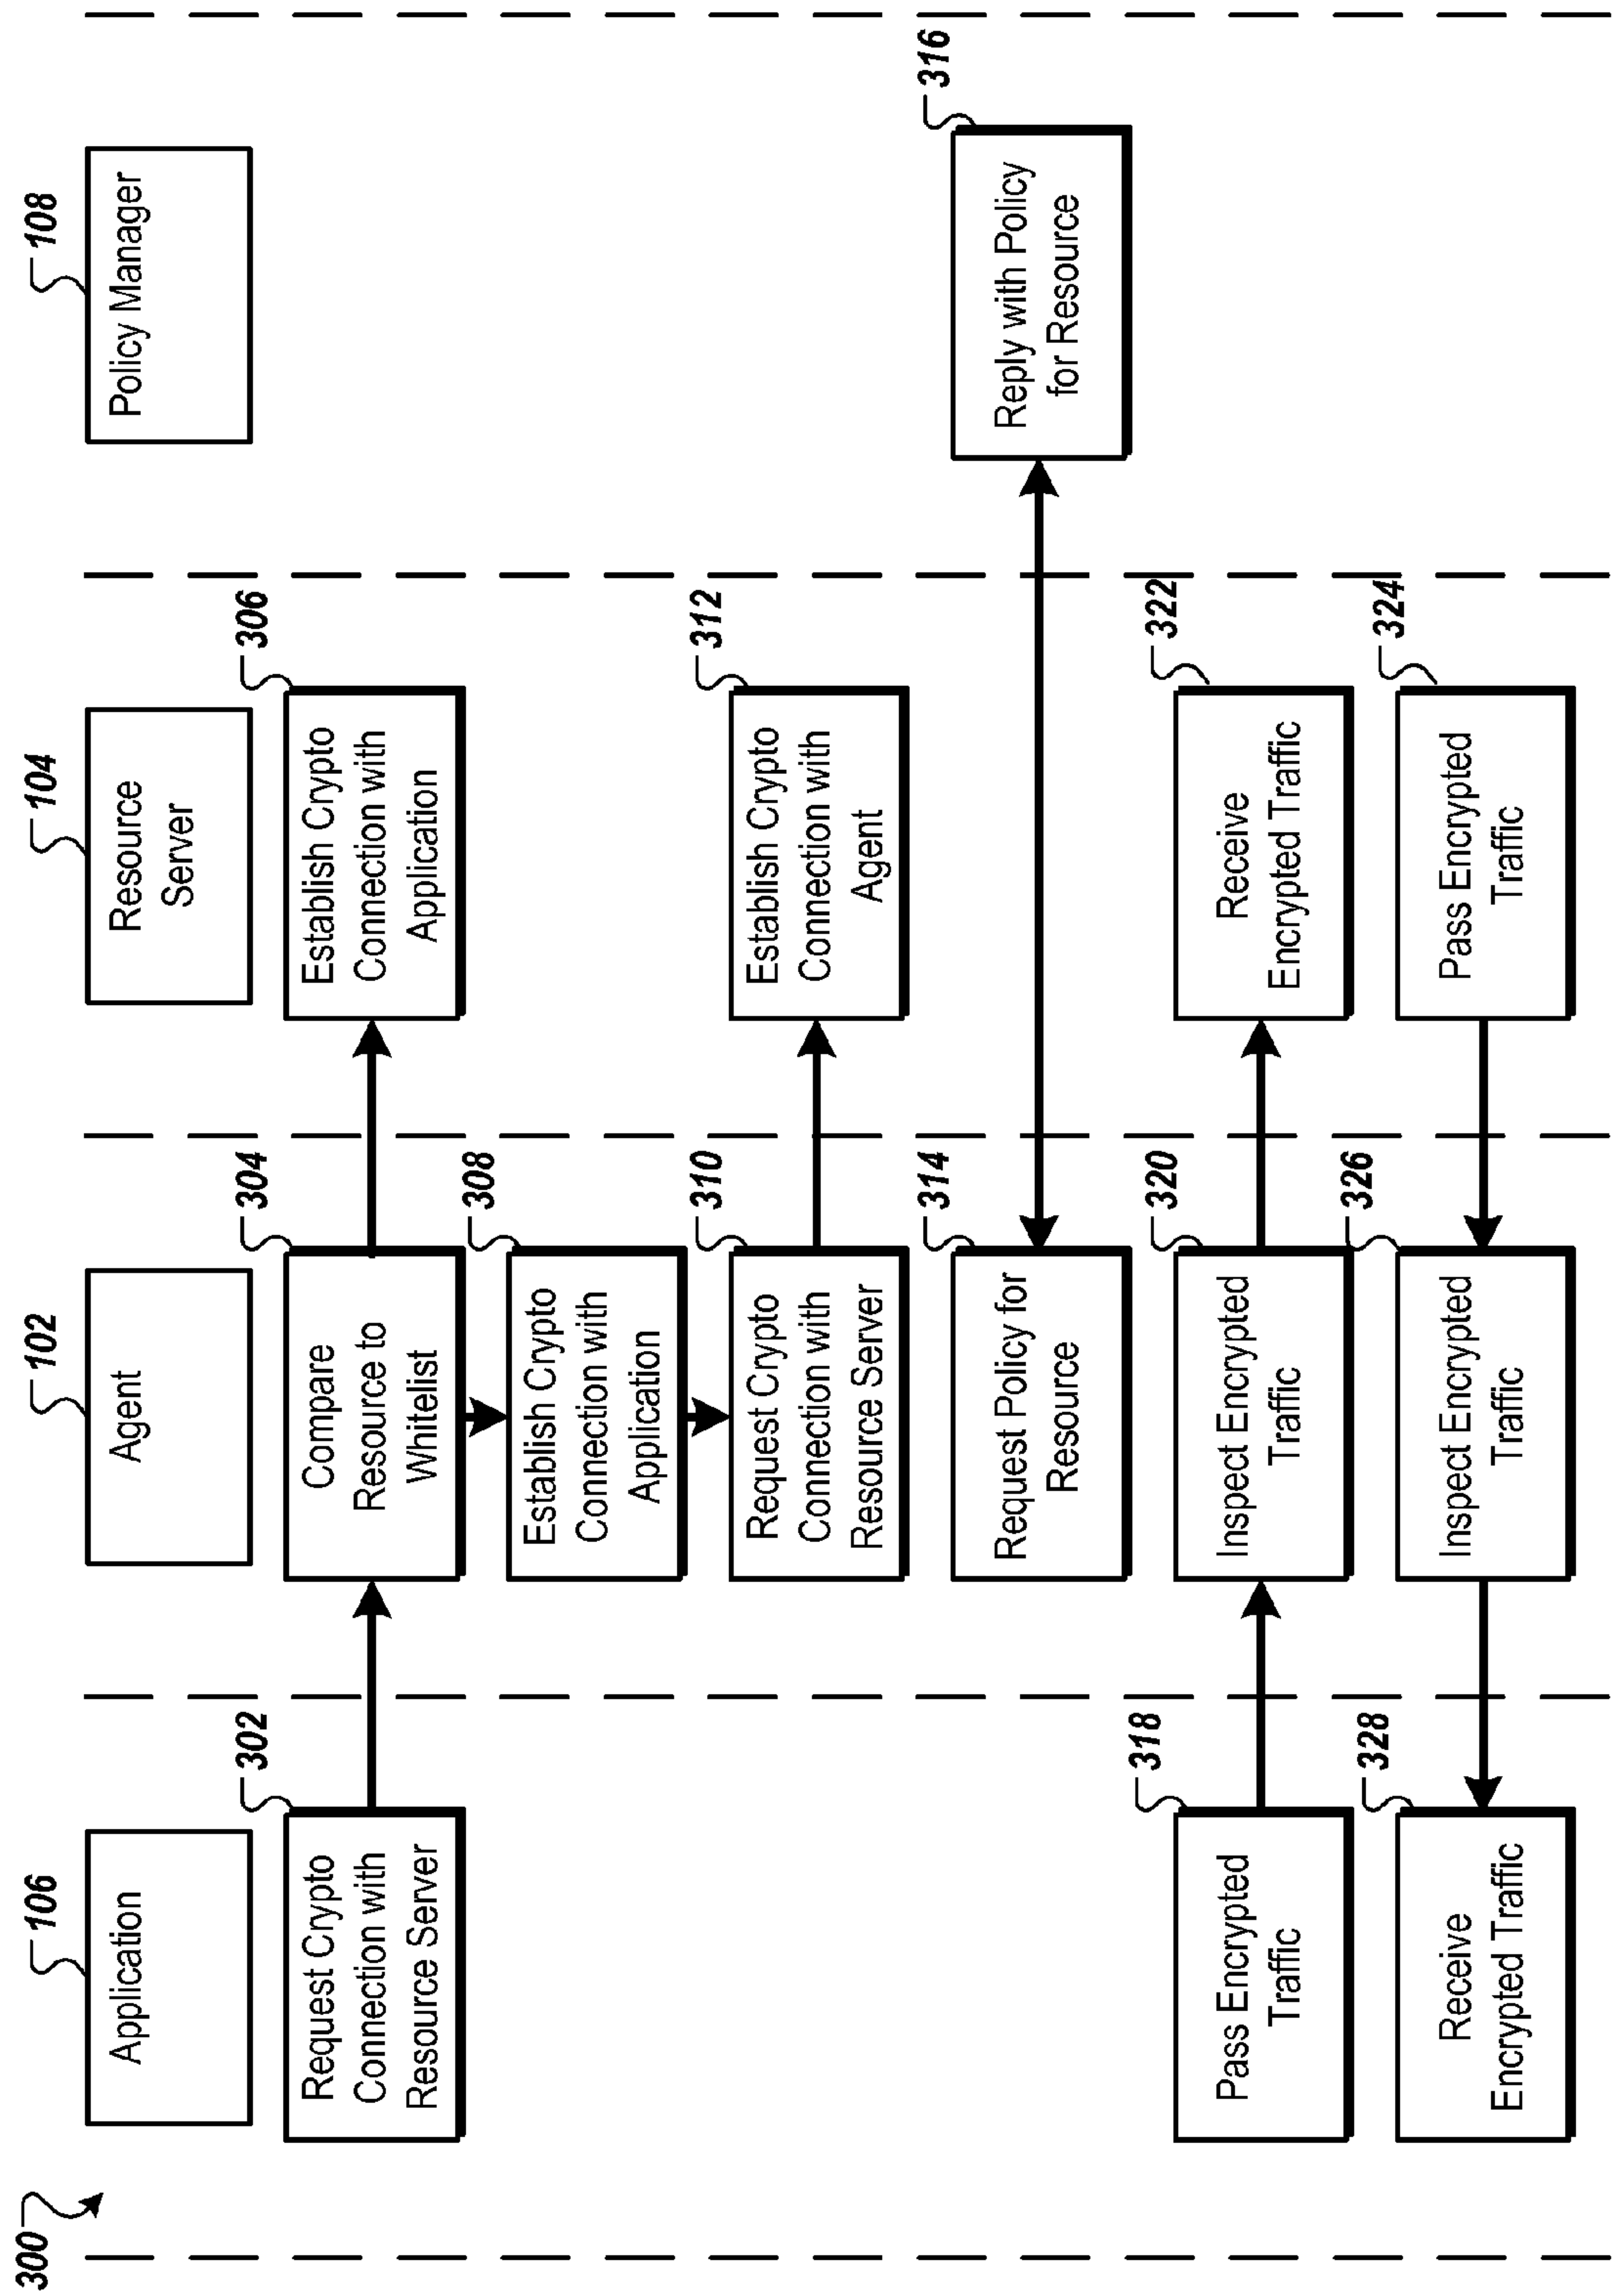 300
106
Application
102
Agent
104
Resource
Server
108
Policy Manager
302
Request Crypto
Connection with
Resource Server
304
Compare
Resource to
Whitelist
306
Establish Crypto
Connection with
Application
308
Establish Crypto
Connection with
Application
310
Request Crypto
Connection with
Resource Server
312
Establish Crypto
Connection with
Agent
314
Request Policy for
Resource
316
Reply with Policy
for Resource
318
Pass Encrypted
Traffic
320
Inspect Encrypted
Traffic
322
Receive
Encrypted Traffic
328
Receive
Encrypted Traffic
326
Inspect Encrypted
Traffic
324
Pass Encrypted
Traffic